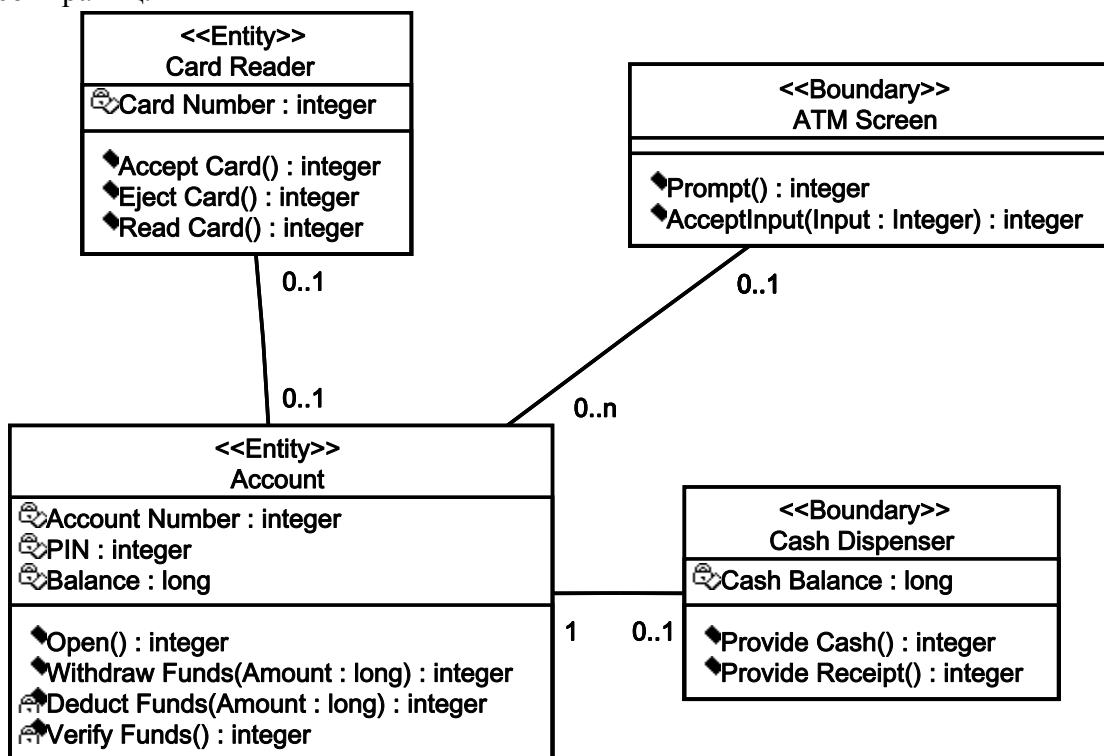 <<Entity>>
Card Reader
Card Number : integer
Accept Card() : integer
Eject Card() : integer
Read Card() : integer
<<Boundary>>
ATM Screen
Prompt() : integer
AcceptInput(Input : Integer) : integer
0..1
0..1
0..1
0..n
<<Entity>>
Account
Account Number : integer
PIN : integer
Balance : long
Open() : integer
Withdraw Funds(Amount : long) : integer
Deduct Funds(Amount : long) : integer
Verify Funds() : integer
1
0..1
<<Boundary>>
Cash Dispenser
Cash Balance : long
Provide Cash() : integer
Provide Receipt() : integer